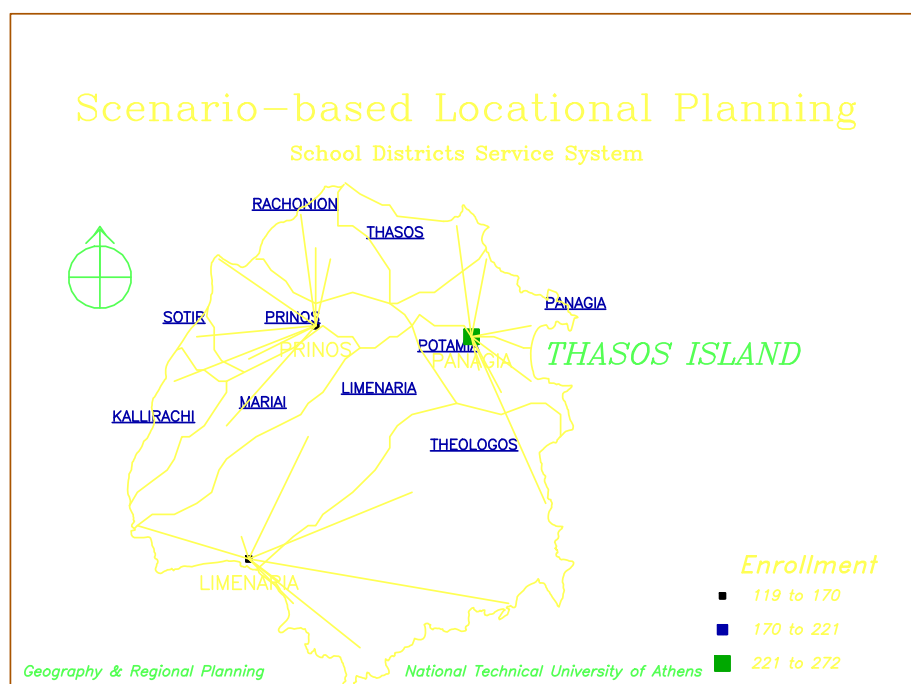 Scenario-based Locational Planning
School Districts Service System
RACHONION
THASOS
PANAGIA
SOTIR
PRINOS
PRINOS
POTAMIA
PANAGIA
THASOS ISLAND
LIMENARIA
MARIAI
KALLIRACHI
THEOLOGOS
LIMENARIA
Enrollment
119 to 170
170 to 221
221 to 272
Geography & Regional Planning
National Technical University of Athens